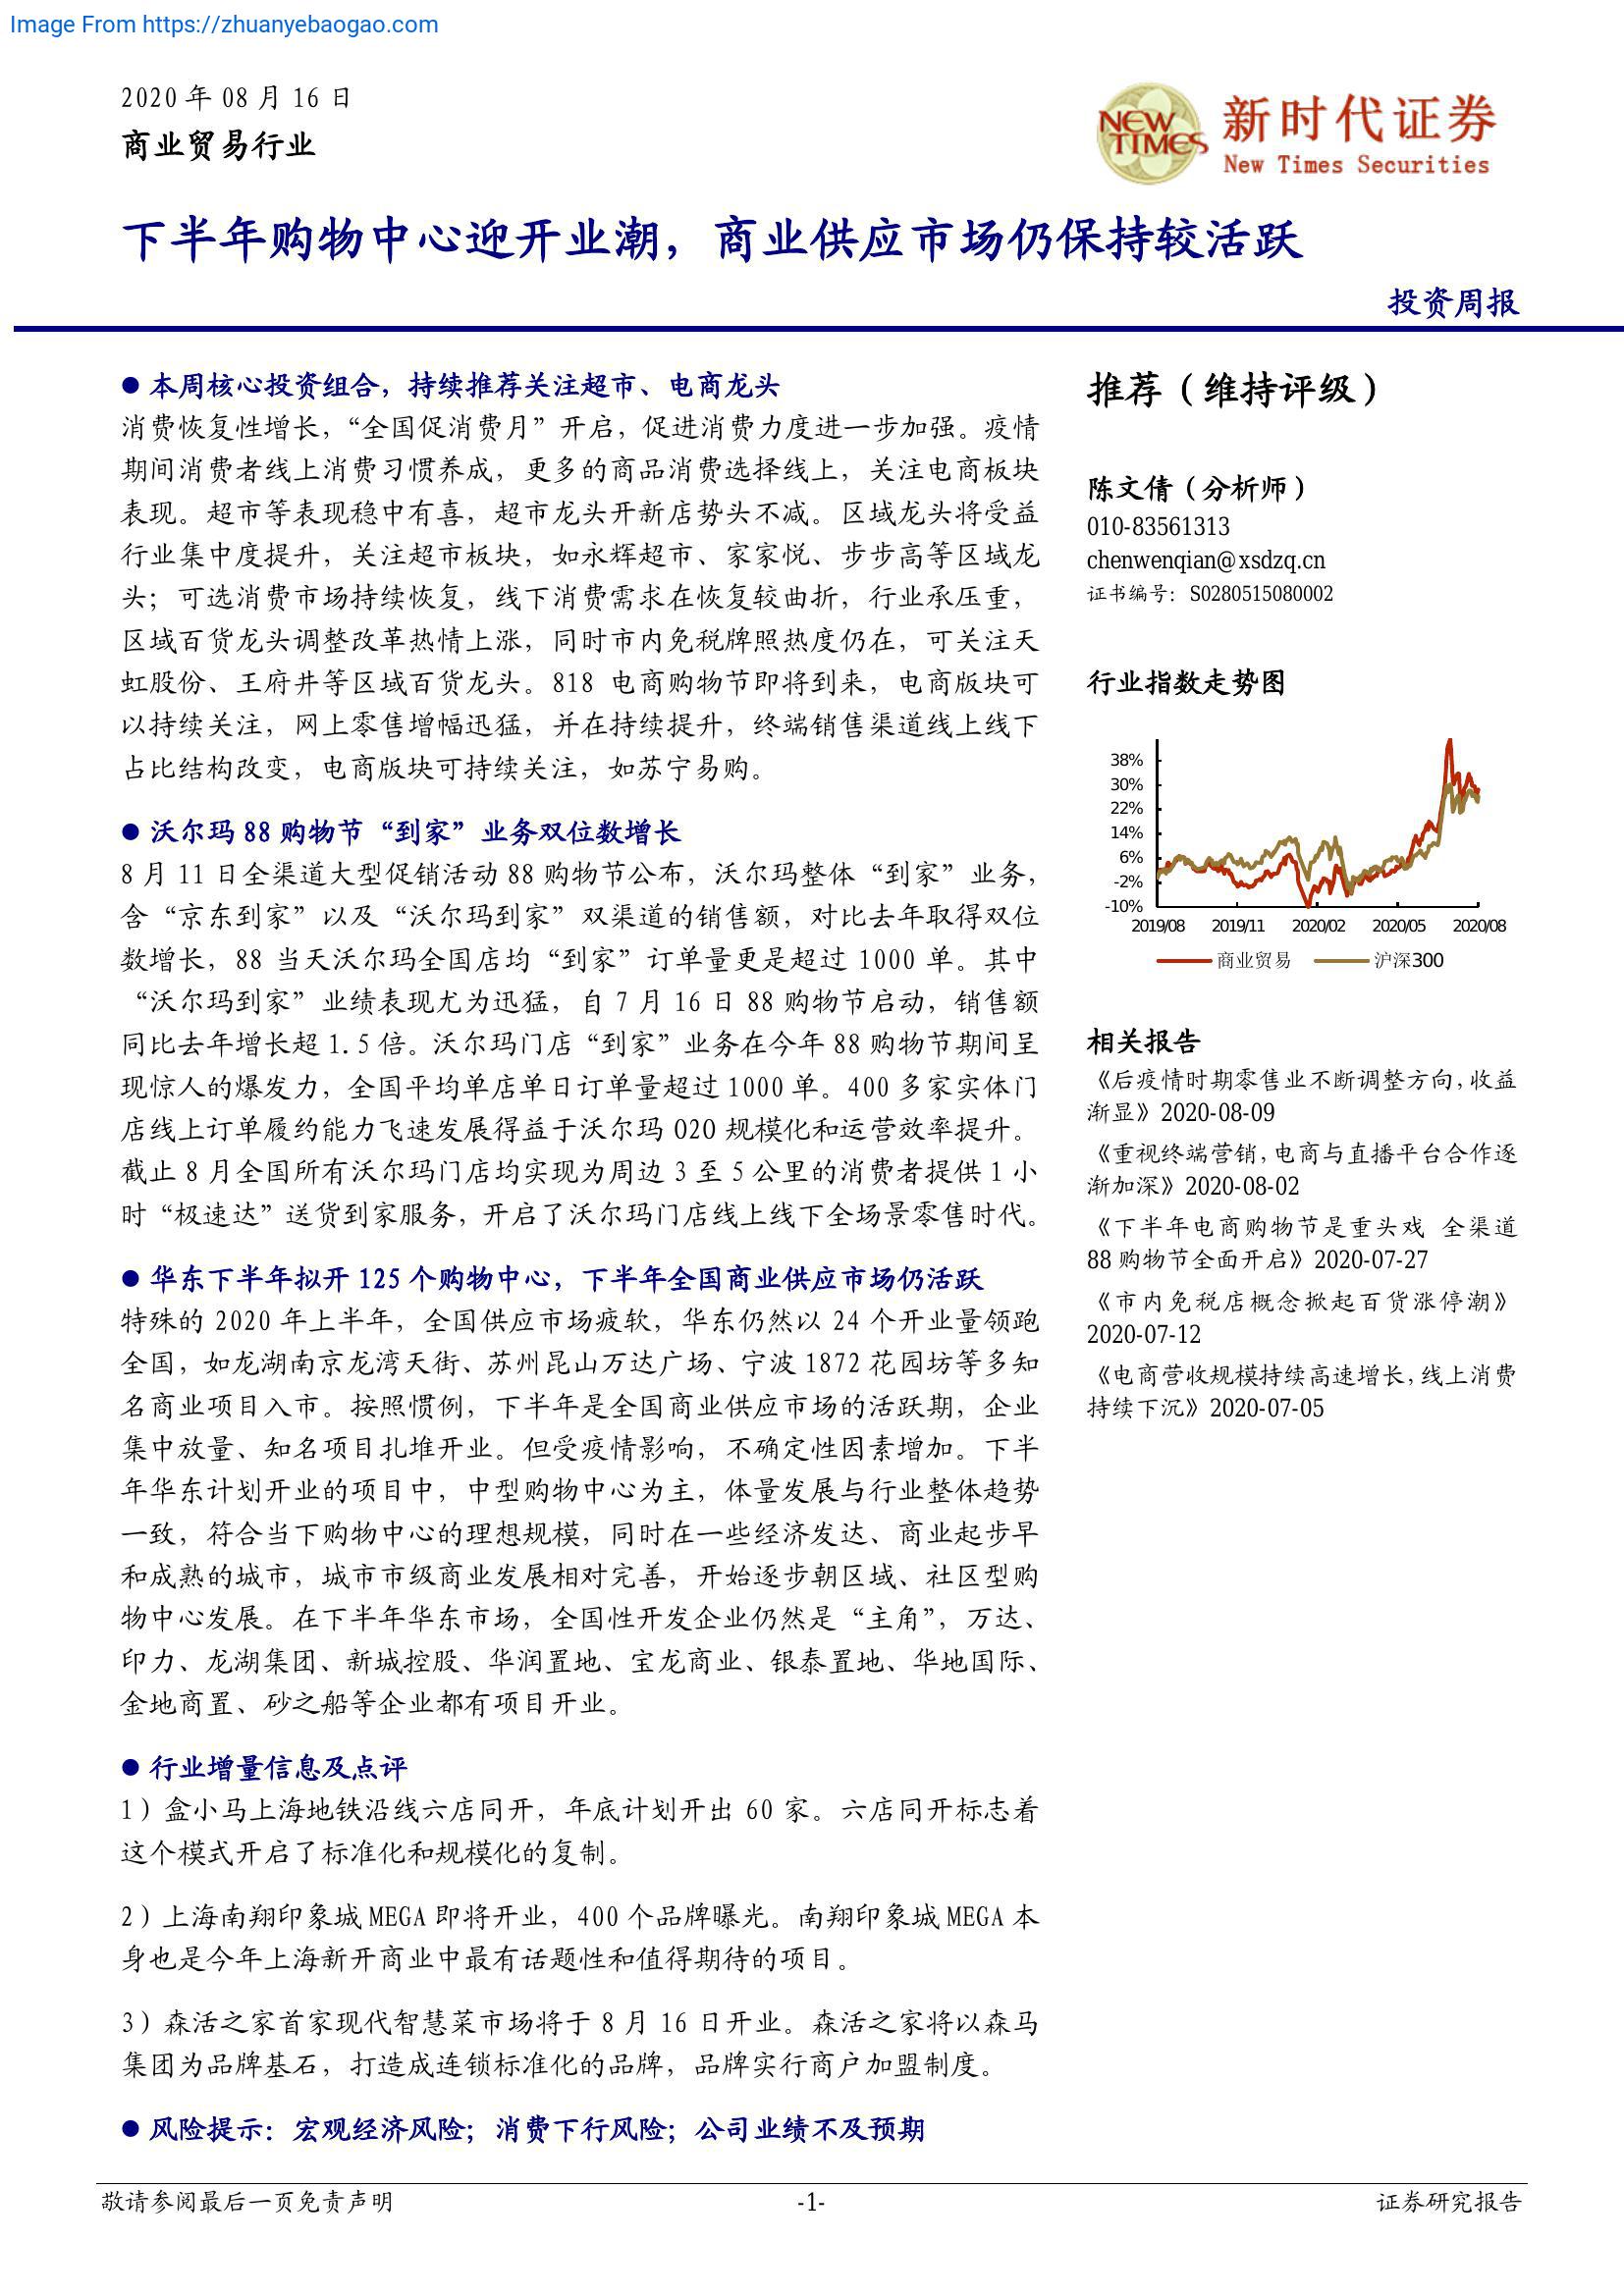 Image From https://zhuanyebaogao.com
2020 年 08 月 16 日
商业贸易行业
NEW TIMES
新时代证券
New Times Securities
下半年购物中心迎开业潮，商业供应市场仍保持较活跃
投资周报
● 本周核心投资组合，持续推荐关注超市、电商龙头
消费恢复性增长，“全国促消费月”开启，促进消费力度进一步加强。疫情
期间消费者线上消费习惯养成，更多的商品消费选择线上，关注电商板块
表现。超市等表现稳中有喜，超市龙头开新店势头不减。区域龙头将受益
行业集中度提升，关注超市板块，如永辉超市、家家悦、步步高等区域龙
头；可选消费市场持续恢复，线下消费需求在恢复较曲折，行业承压重，
区域百货龙头调整改革热情上涨，同时市内免税牌照热度仍在，可关注天
虹股份、王府井等区域百货龙头。818 电商购物节即将到来，电商版块可
以持续关注，网上零售增幅迅猛，并在持续提升，终端销售渠道线上线下
占比结构改变，电商版块可持续关注，如苏宁易购。
● 沃尔玛 88 购物节“到家”业务双位数增长
8 月 11 日全渠道大型促销活动 88 购物节公布，沃尔玛整体“到家”业务，
含“京东到家”以及“沃尔玛到家”双渠道的销售额，对比去年取得双位
数增长，88 当天沃尔玛全国店均“到家”订单量更是超过 1000 单。其中
“沃尔玛到家”业绩表现尤为迅猛，自 7 月 16 日 88 购物节启动，销售额
同比去年增长超 1.5 倍。沃尔玛门店“到家”业务在今年 88 购物节期间呈
现惊人的爆发力，全国平均单店单日订单量超过 1000 单。400 多家实体门
店线上订单履约能力飞速发展得益于沃尔玛 O2O 规模化和运营效率提升。
截止 8 月全国所有沃尔玛门店均实现为周边 3 至 5 公里的消费者提供 1 小
时“极速达”送货到家服务，开启了沃尔玛门店线上线下全场景零售时代。
● 华东下半年拟开 125 个购物中心，下半年全国商业供应市场仍活跃
特殊的 2020 年上半年，全国供应市场疲软，华东仍然以 24 个开业量领跑
全国，如龙湖南京龙湾天街、苏州昆山万达广场、宁波 1872 花园坊等多知
名商业项目入市。按照惯例，下半年是全国商业供应市场的活跃期，企业
集中放量、知名项目扎堆开业。但受疫情影响，不确定性因素增加。下半
年华东计划开业的项目中，中型购物中心为主，体量发展与行业整体趋势
一致，符合当下购物中心的理想规模，同时在一些经济发达、商业起步早
和成熟的城市，城市市级商业发展相对完善，开始逐步朝区域、社区型购
物中心发展。在下半年华东市场，全国性开发企业仍然是“主角”，万达、
印力、龙湖集团、新城控股、华润置地、宝龙商业、银泰置地、华地国际、
金地商置、砂之船等企业都有项目开业。
● 行业增量信息及点评
1）盒小马上海地铁沿线六店同开，年底计划开出 60 家。六店同开标志着
这个模式开启了标准化和规模化的复制。
2）上海南翔印象城 MEGA 即将开业，400 个品牌曝光。南翔印象城 MEGA 本
身也是今年上海新开商业中最有话题性和值得期待的项目。
3）森活之家首家现代智慧菜市场将于 8 月 16 日开业。森活之家将以森马
集团为品牌基石，打造成连锁标准化的品牌，品牌实行商户加盟制度。
● 风险提示：宏观经济风险；消费下行风险；公司业绩不及预期
推荐（维持评级）
陈文倩（分析师）
010-83561313
chenwenqian@xsdzq.cn
证书编号：S0280515080002
行业指数走势图
38%
30%
22%
14%
6%
-2%
-10%
2019/08 2019/11 2020/02 2020/05 2020/08
商业贸易 沪深300
相关报告
《后疫情时期零售业不断调整方向，收益
渐显》2020-08-09
《重视终端营销，电商与直播平台合作逐
渐加深》2020-08-02
《下半年电商购物节是重头戏 全渠道
88 购物节全面开启》2020-07-27
《市内免税店概念掀起百货涨停潮》
2020-07-12
《电商营收规模持续高速增长，线上消费
持续下沉》2020-07-05
敬请参阅最后一页免责声明 -1- 证券研究报告